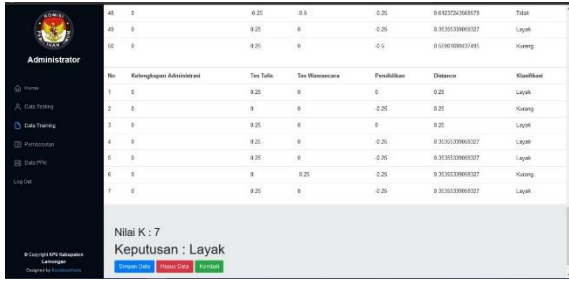 KOMISI
PEMILIHAN
Administrator
Home
Data Testing
Data Training
Pembobotan
Data PPK
Log Out
© Copyright KPU Kabupaten
Lamongan
Designed by
48 0 -0.25 -0.5 -0.25 Tidak
49 0 0.25 0 -0.25 0.35355339059327 Layak
50 0 0.25 0 -0.5 Kurang
No Kelengkapan Administrasi Tes Tulis Tes Wawancara Pendidikan Distance Klasifikasi
1 0 0.25 0 0 0.25 Layak
2 0 0 0 -0.25 0.25 Kurang
3 0 0.25 0 0 0.25 Layak
4 0 0.25 0 -0.25 0.35355339059327 Layak
5 0 0.25 0 -0.25 0.35355339059327 Layak
6 0 0 -0.25 -0.25 0.35355339059327 Kurang
7 0 0.25 0 -0.25 0.35355339059327 Layak
Nilai K : 7
Keputusan : Layak
Simpan Data Hapus Data Kembali